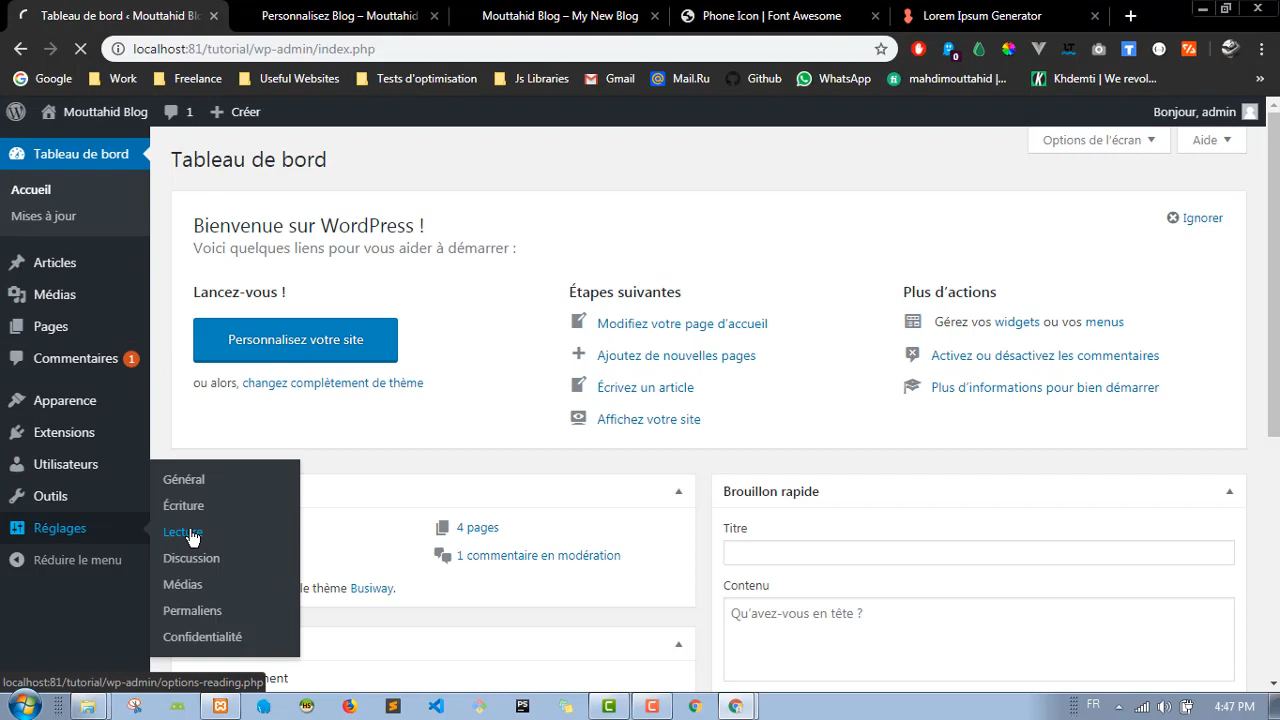 Tableau de bord ‹ Mouttahid Bl
Personnalisez Blog – Mouttahid
Mouttahid Blog – My New Blog
Phone Icon | Font Awesome
Lorem Ipsum Generator
localhost:81/tutorial/wp-admin/index.php
Google
Work
Freelance
Useful Websites
Tests d'optimisation
Js Libraries
Gmail
Mail.Ru
Github
WhatsApp
mahdimouttahid |...
Khdemti | We revol...
»
0
Mouttahid Blog
1
Créer
Bonjour, admin
Tableau de bord
Accueil
Mises à jour
Articles
Médias
Pages
Commentaires 1
Apparence
Extensions
Utilisateurs
Outils
Réglages
Réduire le menu
Général
Écriture
Lecture
Discussion
Médias
Permaliens
Confidentialité
Options de l'écran
Aide
Tableau de bord
Bienvenue sur WordPress !
Ignorer
Voici quelques liens pour vous aider à démarrer :
Lancez-vous !
Personnalisez votre site
ou alors, changez complètement de thème
Étapes suivantes
Modifiez votre page d'accueil
Ajoutez de nouvelles pages
Écrivez un article
Affichez votre site
Plus d'actions
Gérez vos widgets ou vos menus
Activez ou désactivez les commentaires
Plus d'informations pour bien démarrer
4 pages
1 commentaire en modération
le thème Busiway.
Brouillon rapide
Titre
Contenu
Qu'avez-vous en tête ?
localhost:81/tutorial/wp-admin/options-reading.php
FR
4:47 PM